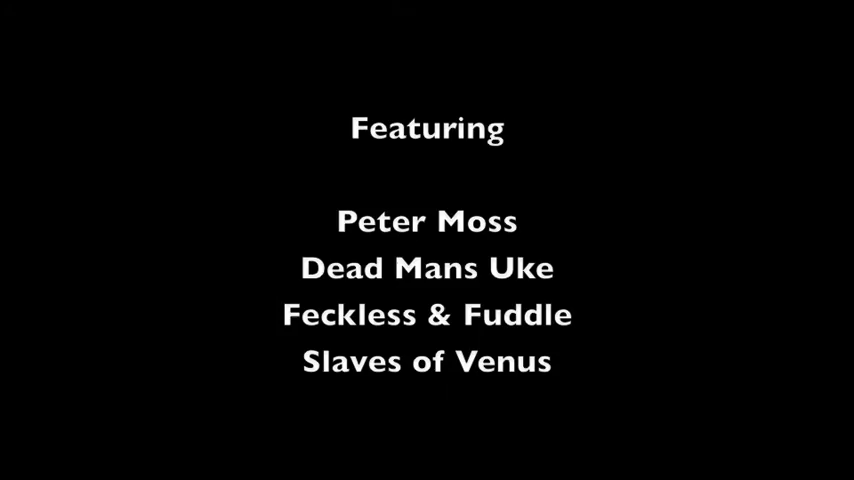 Featuring
Peter Moss
Dead Mans Uke
Feckless & Fuddle
Slaves of Venus